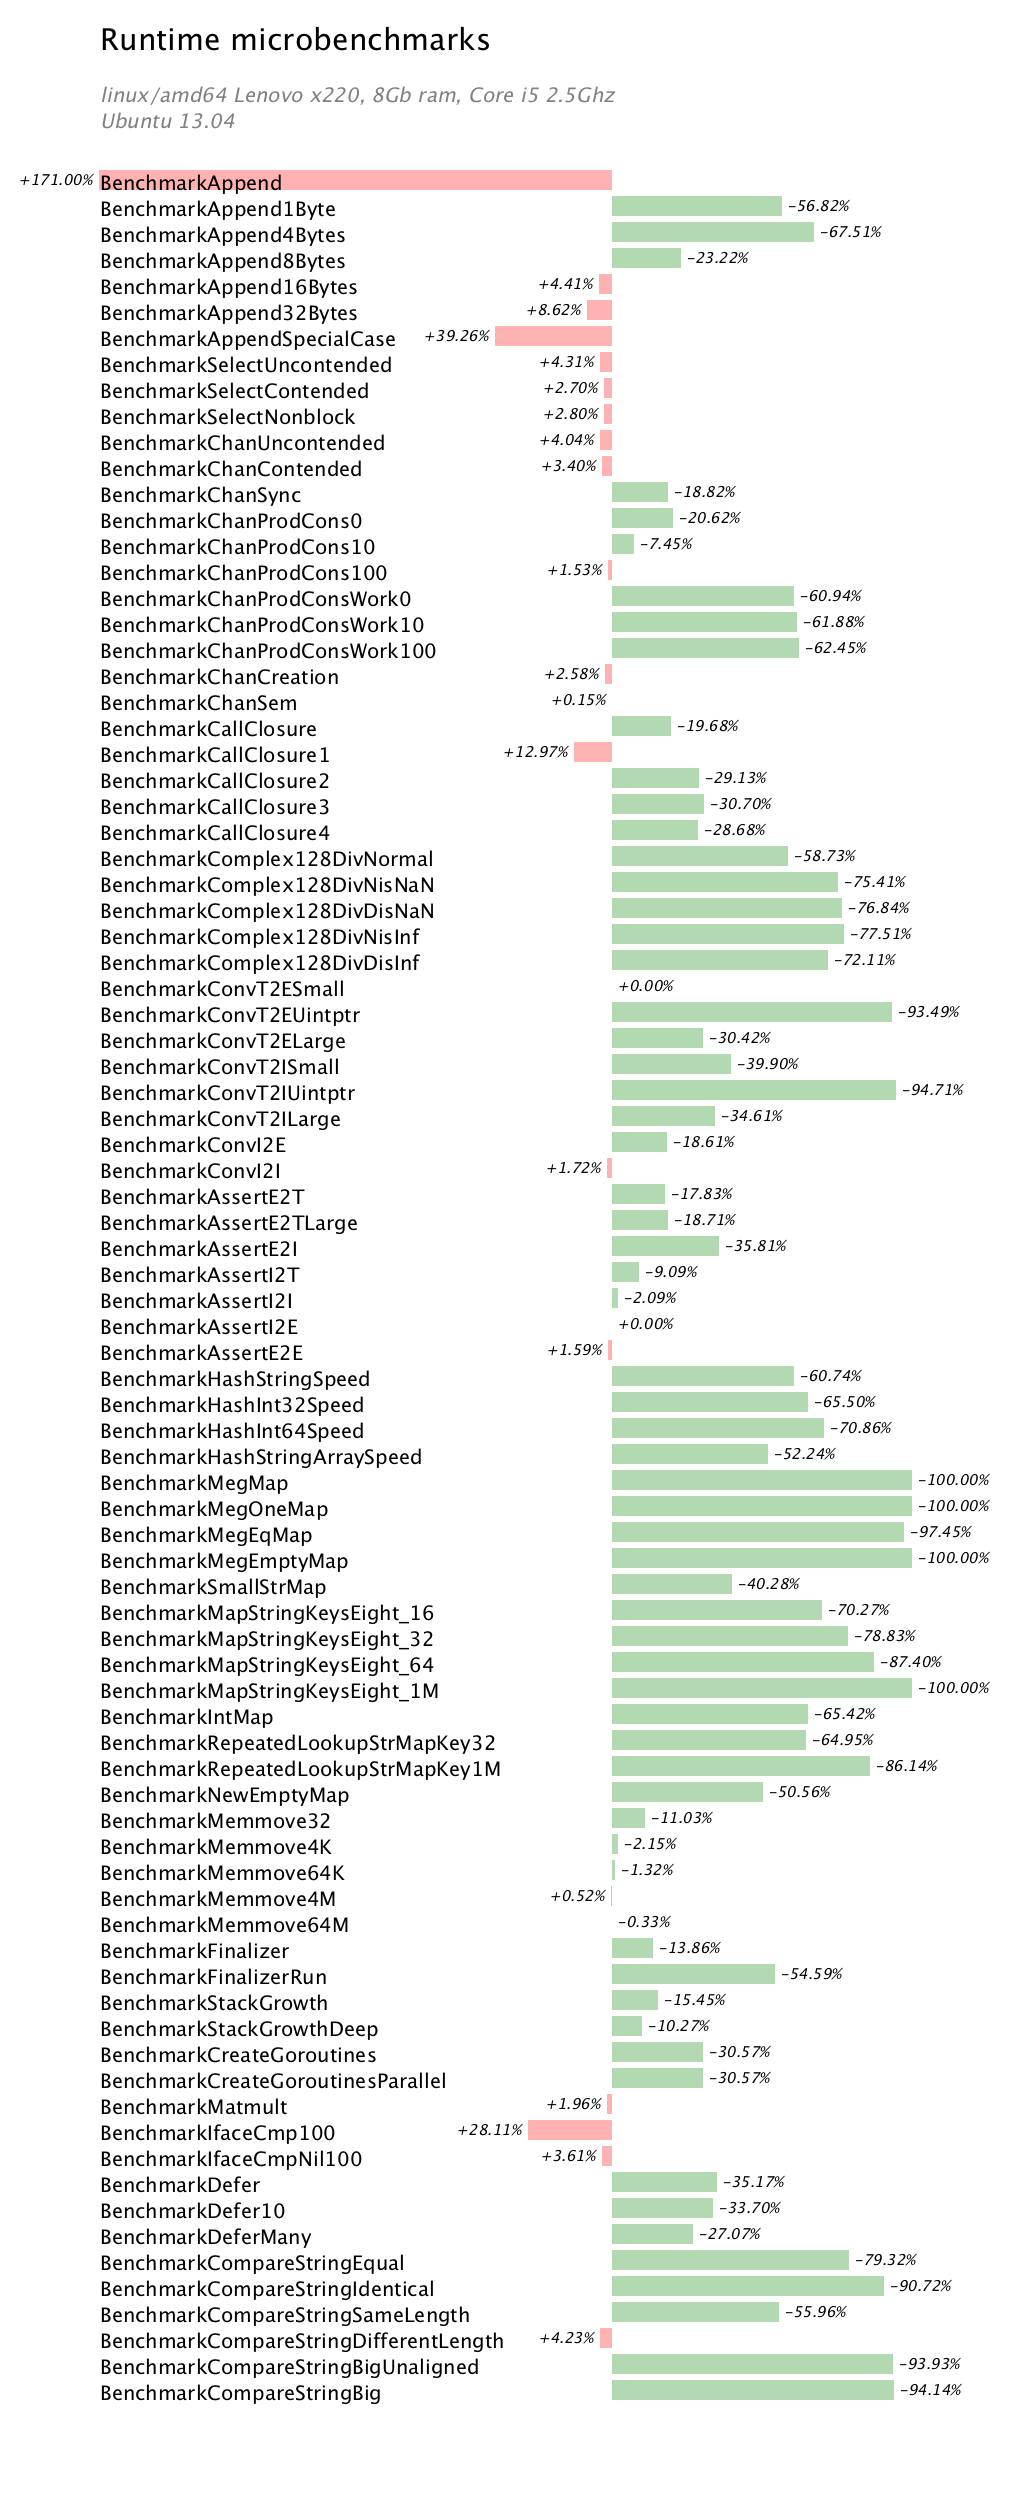 Runtime microbenchmarks
linux/amd64 Lenovo x220, 8Gb ram, Core i5 2.5Ghz
Ubuntu 13.04
+171.00% BenchmarkAppend
BenchmarkAppend1Byte -56.82%
BenchmarkAppend4Bytes -67.51%
BenchmarkAppend8Bytes -23.22%
BenchmarkAppend16Bytes +4.41%
BenchmarkAppend32Bytes +8.62%
BenchmarkAppendSpecialCase +39.26%
BenchmarkSelectUncontended +4.31%
BenchmarkSelectContended +2.70%
BenchmarkSelectNonblock +2.80%
BenchmarkChanUncontended +4.04%
BenchmarkChanContended +3.40%
BenchmarkChanSync -18.82%
BenchmarkChanProdCons0 -20.62%
BenchmarkChanProdCons10 -7.45%
BenchmarkChanProdCons100 +1.53%
BenchmarkChanProdConsWork0 -60.94%
BenchmarkChanProdConsWork10 -61.88%
BenchmarkChanProdConsWork100 -62.45%
BenchmarkChanCreation +2.58%
BenchmarkChanSem +0.15%
BenchmarkCallClosure -19.68%
BenchmarkCallClosure1 +12.97%
BenchmarkCallClosure2 -29.13%
BenchmarkCallClosure3 -30.70%
BenchmarkCallClosure4 -28.68%
BenchmarkComplex128DivNormal -58.73%
BenchmarkComplex128DivNisNaN -75.41%
BenchmarkComplex128DivDisNaN -76.84%
BenchmarkComplex128DivNisInf -77.51%
BenchmarkComplex128DivDisInf -72.11%
BenchmarkConvT2ESmall +0.00%
BenchmarkConvT2EUintptr -93.49%
BenchmarkConvT2ELarge -30.42%
BenchmarkConvT2ISmall -39.90%
BenchmarkConvT2IUintptr -94.71%
BenchmarkConvT2ILarge -34.61%
BenchmarkConvI2E -18.61%
BenchmarkConvI2I +1.72%
BenchmarkAssertE2T -17.83%
BenchmarkAssertE2TLarge -18.71%
BenchmarkAssertE2I -35.81%
BenchmarkAssertI2T -9.09%
BenchmarkAssertI2I -2.09%
BenchmarkAssertI2E +0.00%
BenchmarkAssertE2E +1.59%
BenchmarkHashStringSpeed -60.74%
BenchmarkHashInt32Speed -65.50%
BenchmarkHashInt64Speed -70.86%
BenchmarkHashStringArraySpeed -52.24%
BenchmarkMegMap -100.00%
BenchmarkMegOneMap -100.00%
BenchmarkMegEqMap -97.45%
BenchmarkMegEmptyMap -100.00%
BenchmarkSmallStrMap -40.28%
BenchmarkMapStringKeysEight_16 -70.27%
BenchmarkMapStringKeysEight_32 -78.83%
BenchmarkMapStringKeysEight_64 -87.40%
BenchmarkMapStringKeysEight_1M -100.00%
BenchmarkIntMap -65.42%
BenchmarkRepeatedLookupStrMapKey32 -64.95%
BenchmarkRepeatedLookupStrMapKey1M -86.14%
BenchmarkNewEmptyMap -50.56%
BenchmarkMemmove32 -11.03%
BenchmarkMemmove4K -2.15%
BenchmarkMemmove64K -1.32%
BenchmarkMemmove4M +0.52%
BenchmarkMemmove64M -0.33%
BenchmarkFinalizer -13.86%
BenchmarkFinalizerRun -54.59%
BenchmarkStackGrowth -15.45%
BenchmarkStackGrowthDeep -10.27%
BenchmarkCreateGoroutines -30.57%
BenchmarkCreateGoroutinesParallel -30.57%
BenchmarkMatmult +1.96%
BenchmarkIfaceCmp100 +28.11%
BenchmarkIfaceCmpNil100 +3.61%
BenchmarkDefer -35.17%
BenchmarkDefer10 -33.70%
BenchmarkDeferMany -27.07%
BenchmarkCompareStringEqual -79.32%
BenchmarkCompareStringIdentical -90.72%
BenchmarkCompareStringSameLength -55.96%
BenchmarkCompareStringDifferentLength +4.23%
BenchmarkCompareStringBigUnaligned -93.93%
BenchmarkCompareStringBig -94.14%